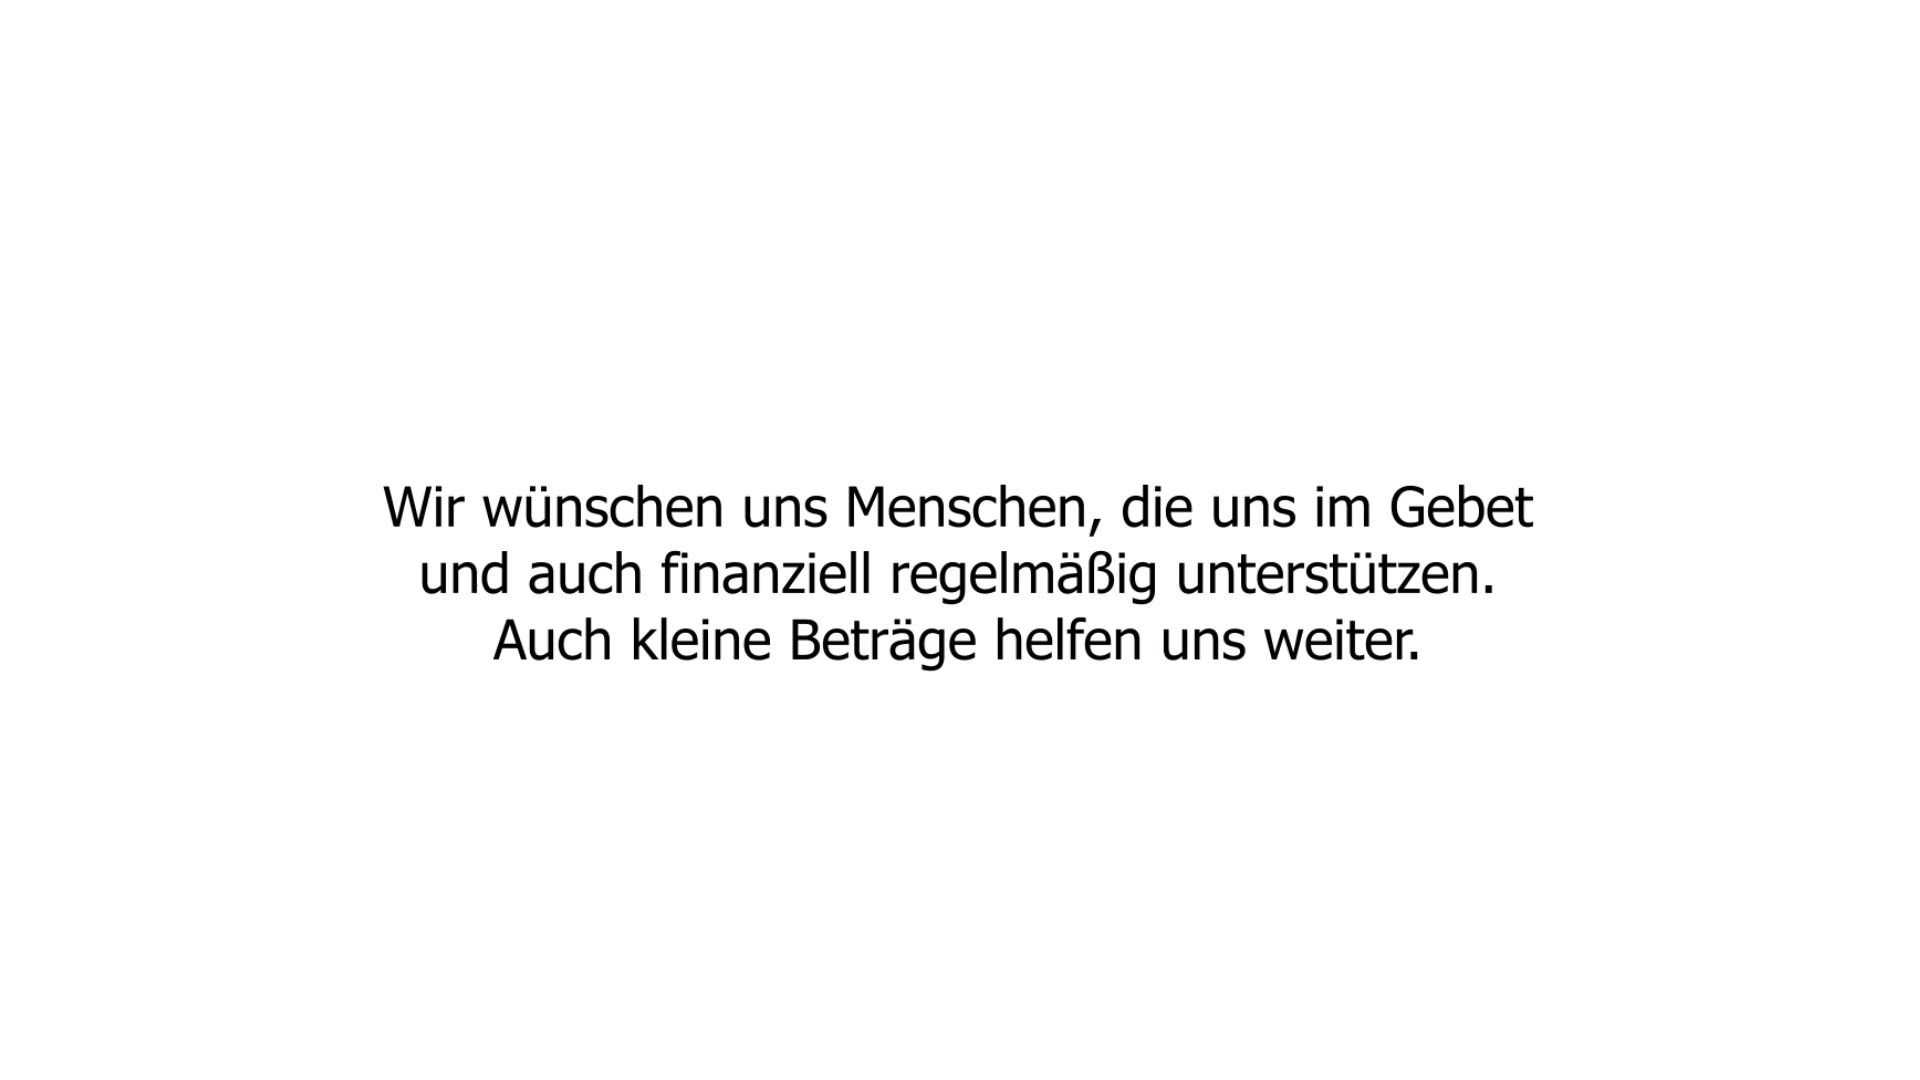 Wir wünschen uns Menschen, die uns im Gebet
und auch finanziell regelmäßig unterstützen.
Auch kleine Beträge helfen uns weiter.